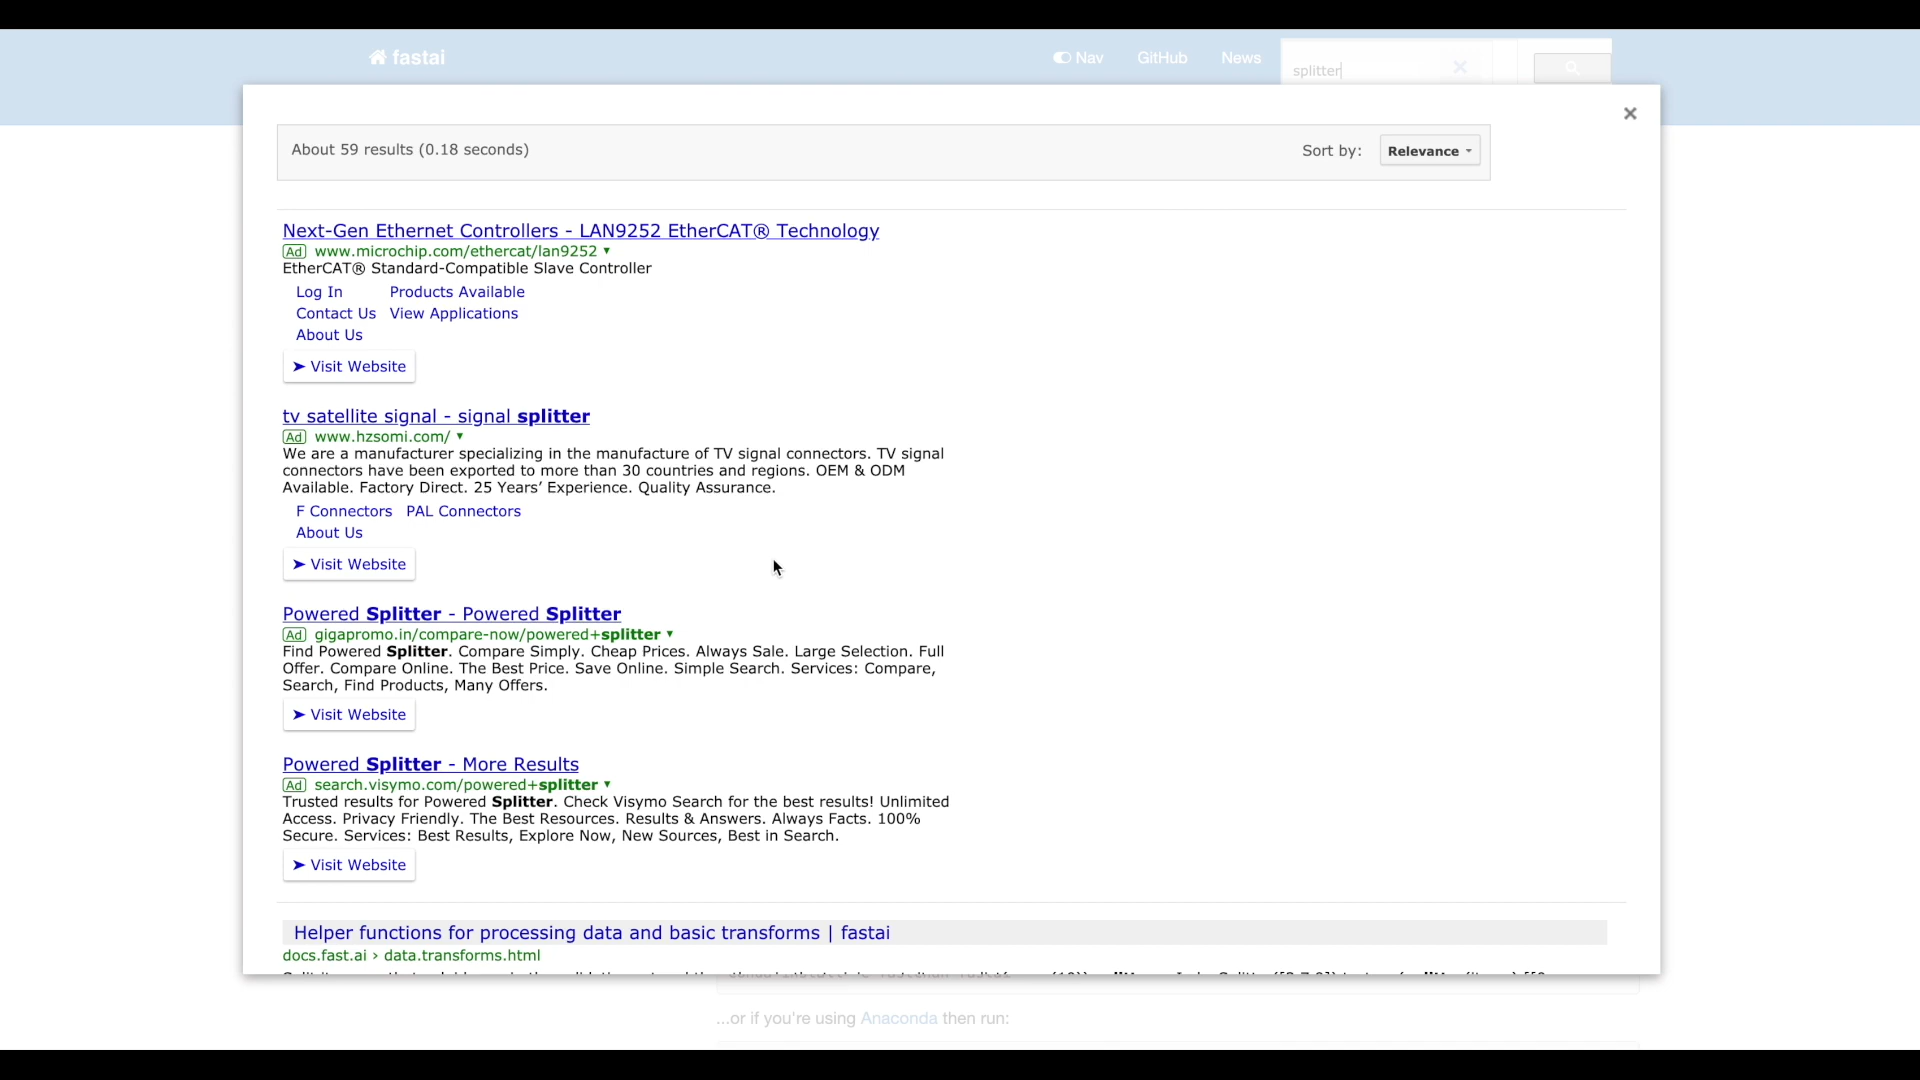 fastai
Nav GitHub News
splitter
About 59 results (0.18 seconds)
Sort by: Relevance
Next-Gen Ethernet Controllers - LAN9252 EtherCAT® Technology
Ad www.microchip.com/ethercat/lan9252
EtherCAT® Standard-Compatible Slave Controller
Log In Products Available
Contact Us View Applications
About Us
➤ Visit Website
tv satellite signal - signal splitter
Ad www.hzsomi.com/
We are a manufacturer specializing in the manufacture of TV signal connectors. TV signal
connectors have been exported to more than 30 countries and regions. OEM & ODM
Available. Factory Direct. 25 Years’ Experience. Quality Assurance.
F Connectors PAL Connectors
About Us
➤ Visit Website
Powered Splitter - Powered Splitter
Ad gigapromo.in/compare-now/powered+splitter
Find Powered Splitter. Compare Simply. Cheap Prices. Always Sale. Large Selection. Full
Offer. Compare Online. The Best Price. Save Online. Simple Search. Services: Compare,
Search, Find Products, Many Offers.
➤ Visit Website
Powered Splitter - More Results
Ad search.visymo.com/powered+splitter
Trusted results for Powered Splitter. Check Visymo Search for the best results! Unlimited
Access. Privacy Friendly. The Best Resources. Results & Answers. Always Facts. 100%
Secure. Services: Best Results, Explore Now, New Sources, Best in Search.
➤ Visit Website
Helper functions for processing data and basic transforms | fastai
docs.fast.ai › data.transforms.html
...or if you're using Anaconda then run: